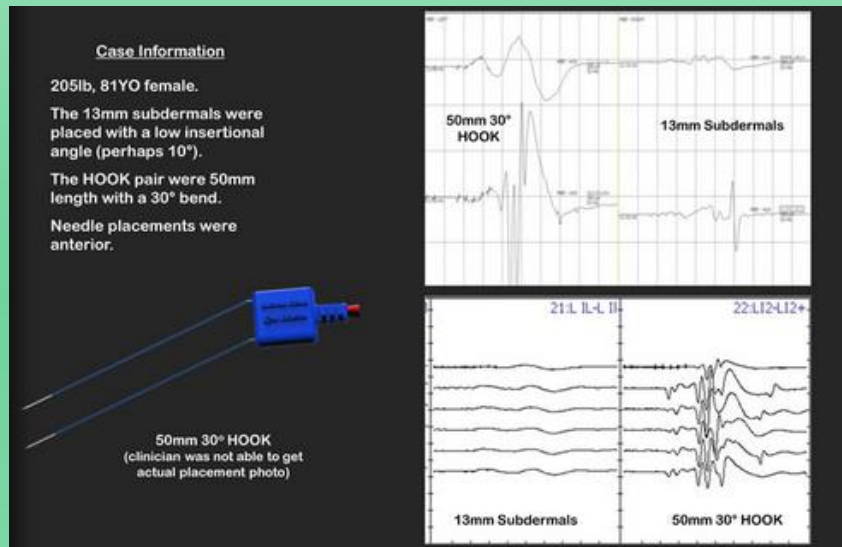 Case Information
205lb, 81YO female.
The 13mm subdermals were
placed with a low insertional
angle (perhaps 10°).
The HOOK pair were 50mm
length with a 30° bend.
Needle placements were
anterior.
50mm 30° HOOK
(clinician was not able to get
actual placement photo)
50mm 30°
HOOK
13mm Subdermals
21:L IL-L II
22:LI2-LI2+
13mm Subdermals
50mm 30° HOOK